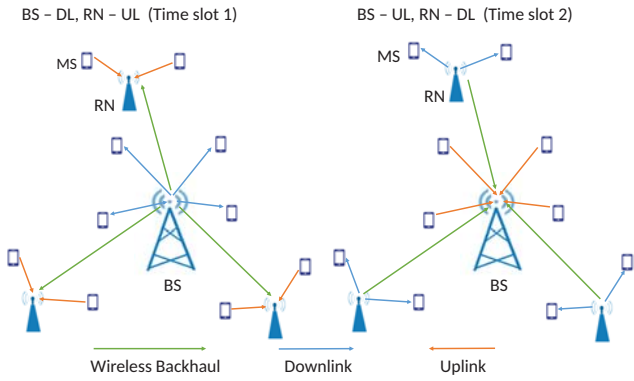 BS – DL, RN – UL (Time slot 1)
BS – UL, RN – DL (Time slot 2)
MS
MS
RN
RN
BS
BS
Wireless Backhaul
Downlink
Uplink